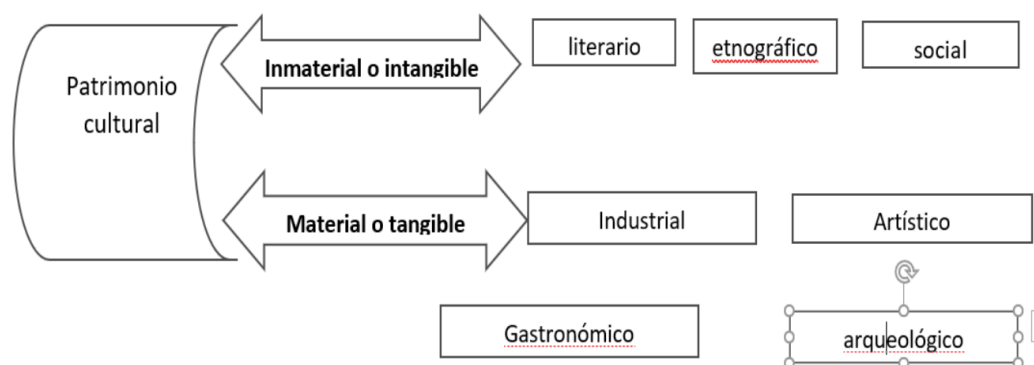 Patrimonio
cultural
Inmaterial o intangible
literario
etnográfico
social
Material o tangible
Industrial
Artístico
Gastronómico
arqueológico